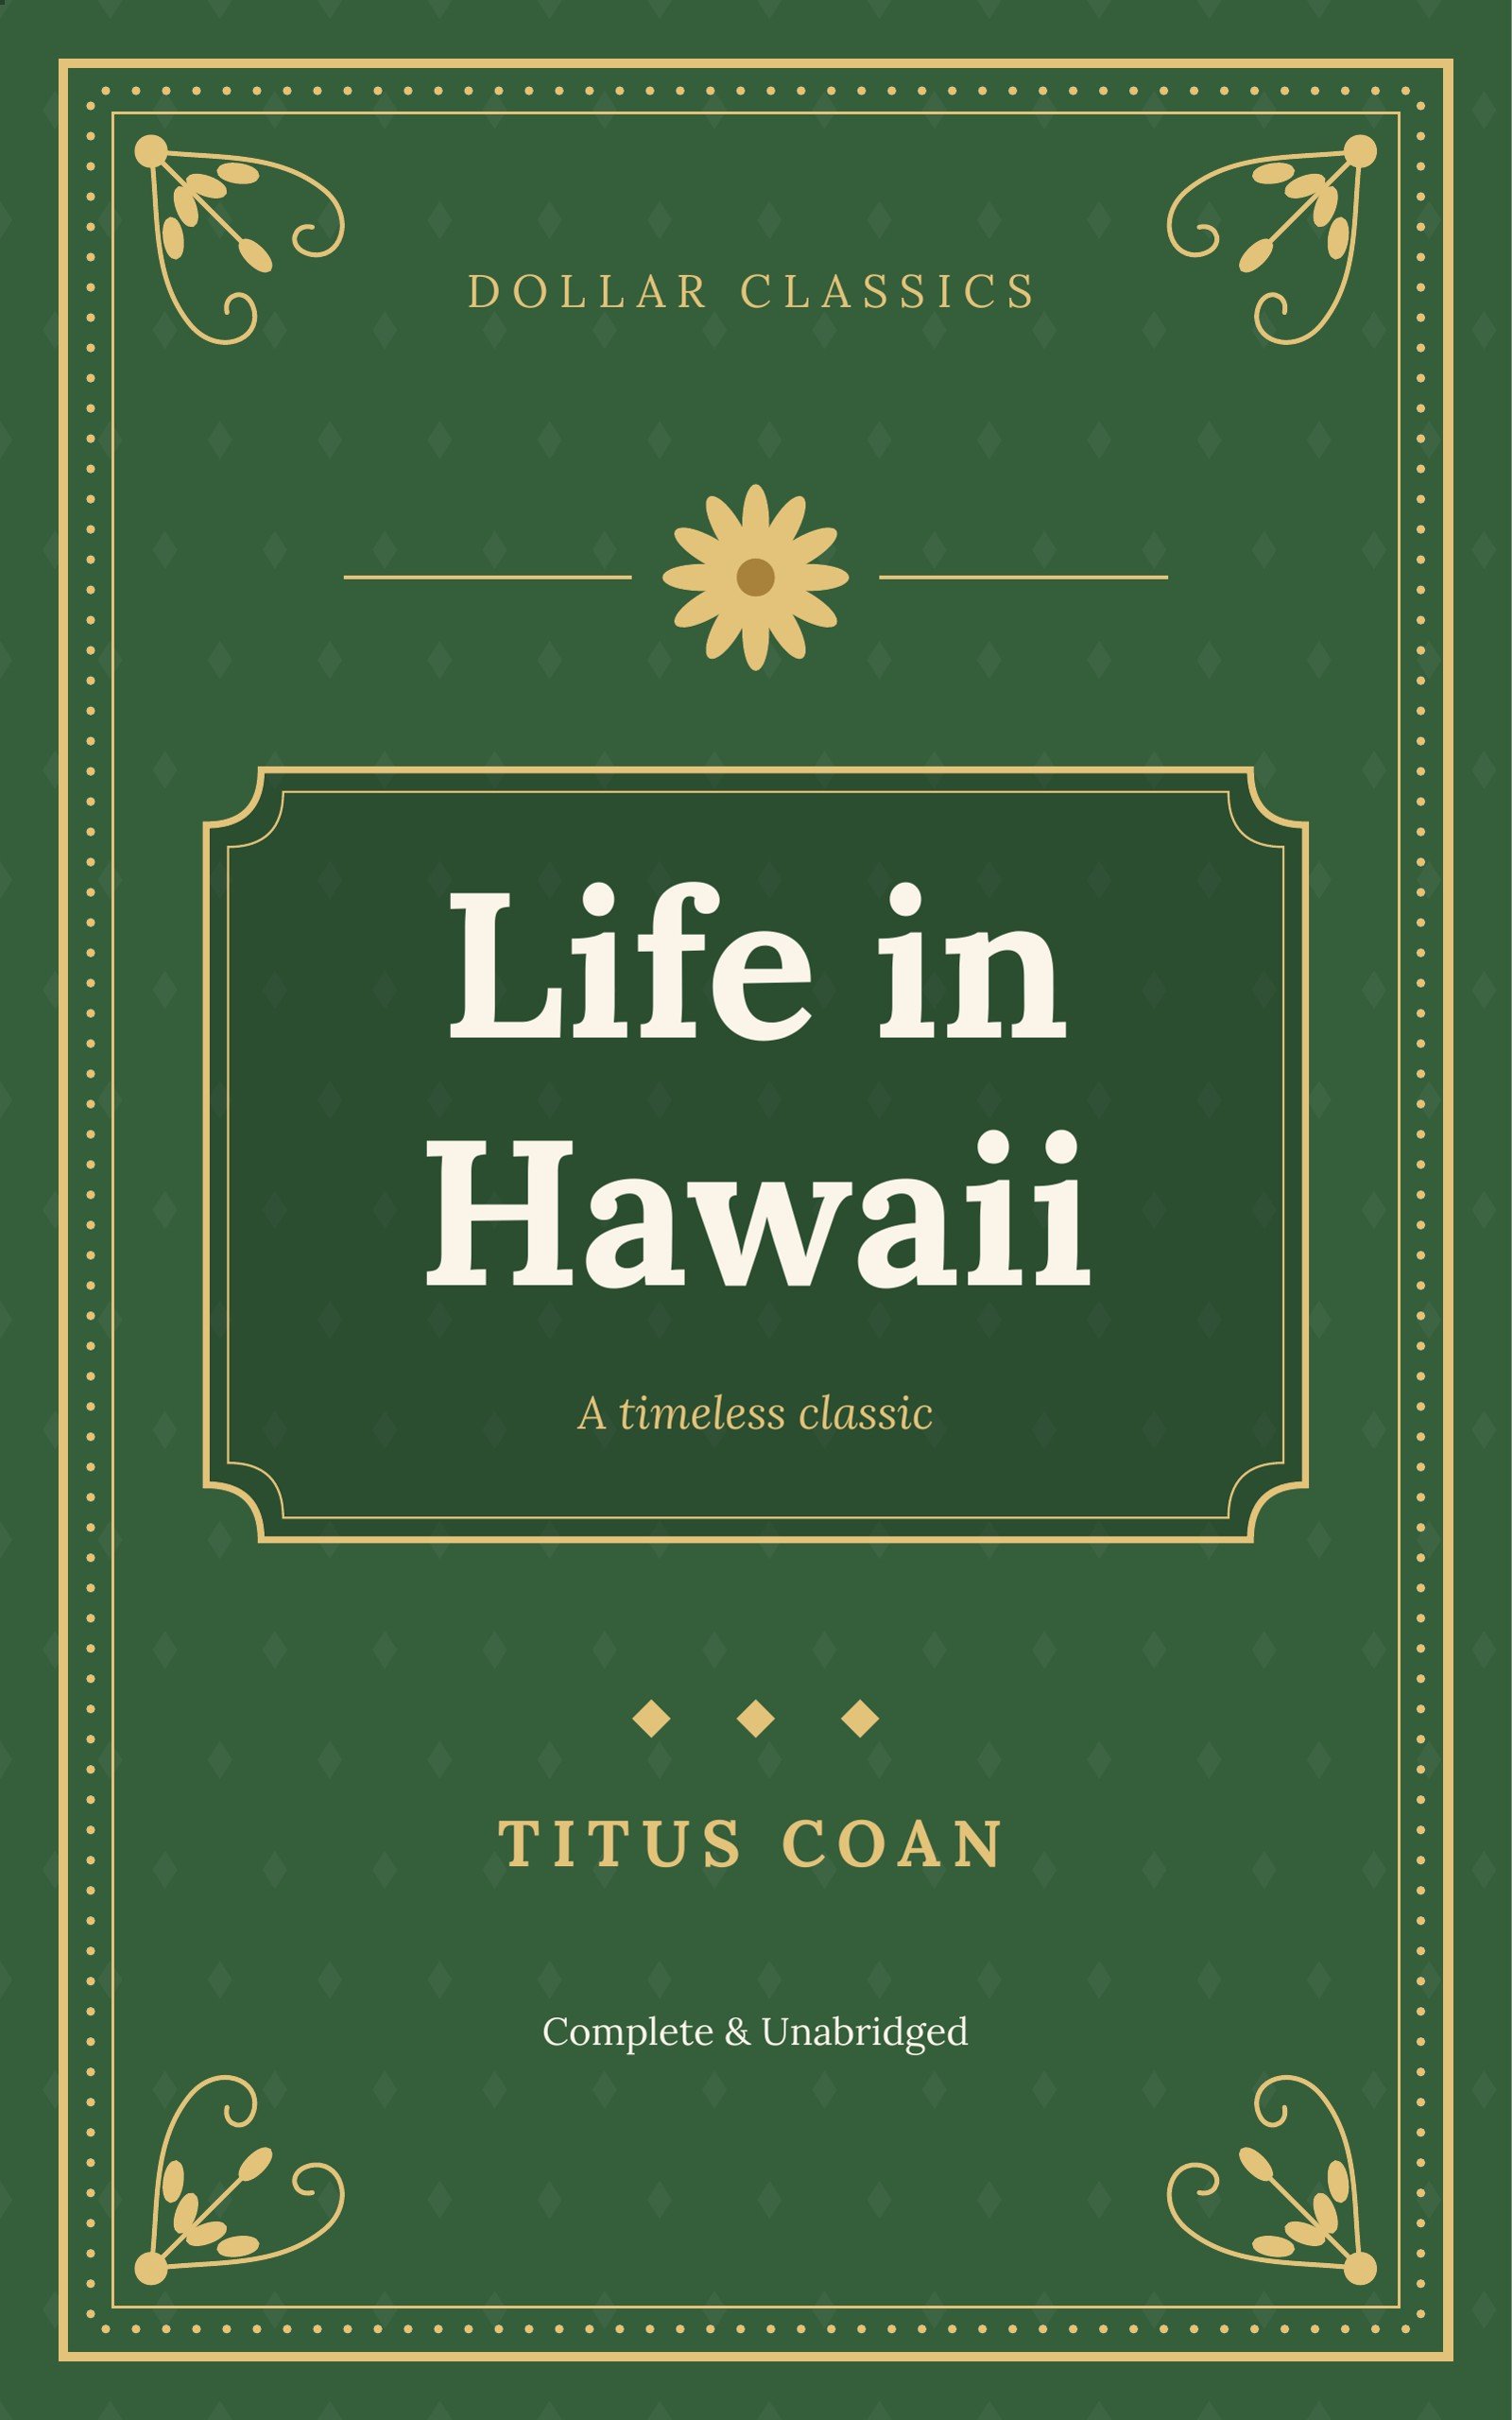 DOLLAR CLASSICS
Life in
Hawaii
A timeless classic
TITUS COAN
Complete & Unabridged